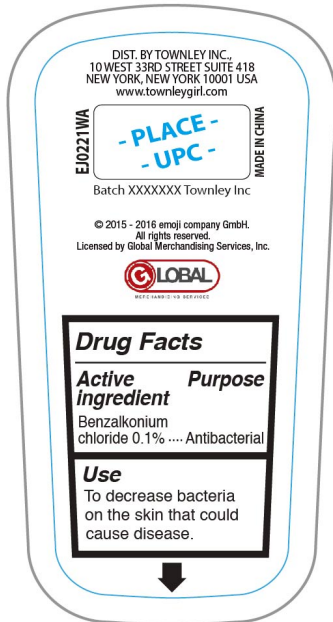 DIST. BY TOWNLEY INC.,
10 WEST 33RD STREET SUITE 418
NEW YORK, NEW YORK 10001 USA
www.townleygirl.com
EJ0221WA
- PLACE -
- UPC -
MADE IN CHINA
Batch XXXXXXX Townley Inc
© 2015 - 2016 emoji company GmbH.
All rights reserved.
Licensed by Global Merchandising Services, Inc.
GLOBAL
MERCHANDISING SERVICES
Drug Facts
Active Purpose
ingredient
Benzalkonium
chloride 0.1% ···· Antibacterial
Use
To decrease bacteria
on the skin that could
cause disease.